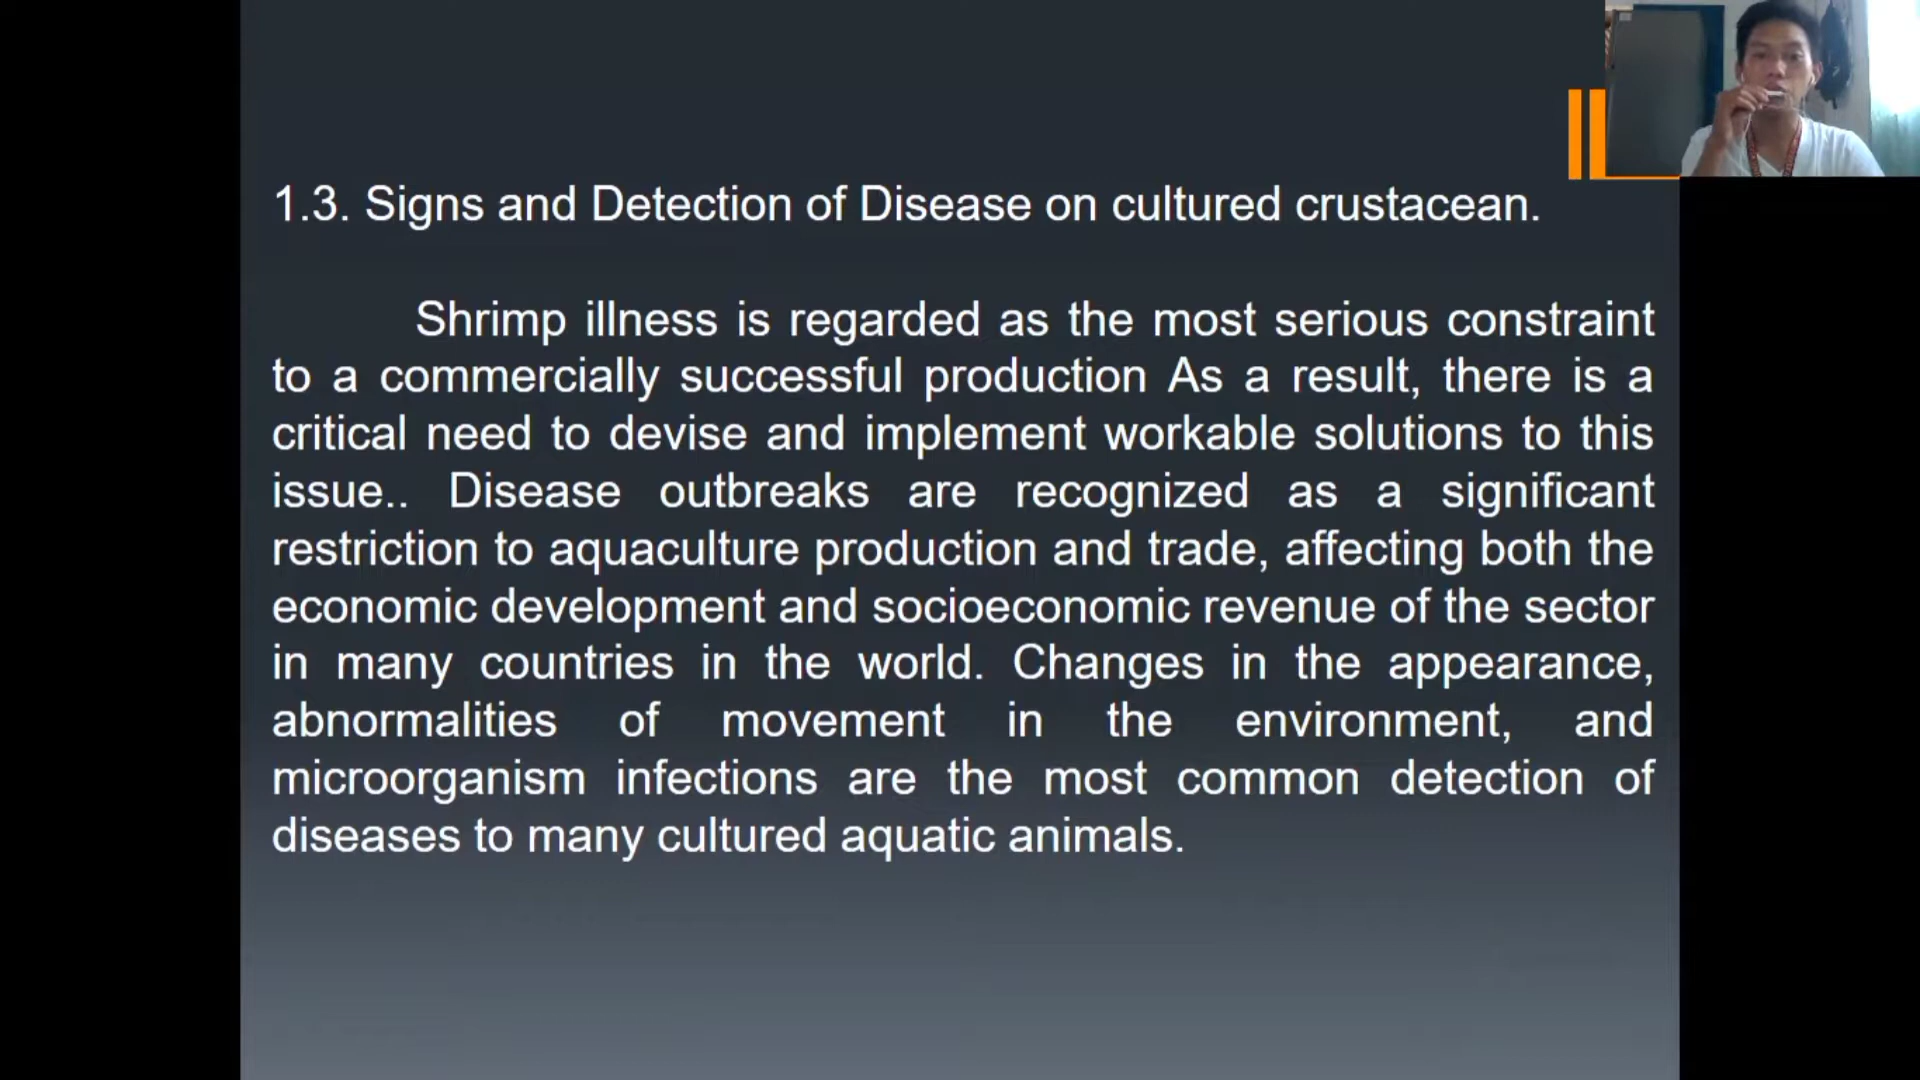 1.3. Signs and Detection of Disease on cultured crustacean.
Shrimp illness is regarded as the most serious constraint
to a commercially successful production As a result, there is a
critical need to devise and implement workable solutions to this
issue.. Disease outbreaks are recognized as a significant
restriction to aquaculture production and trade, affecting both the
economic development and socioeconomic revenue of the sector
in many countries in the world. Changes in the appearance,
abnormalities of movement in the environment, and
microorganism infections are the most common detection of
diseases to many cultured aquatic animals.